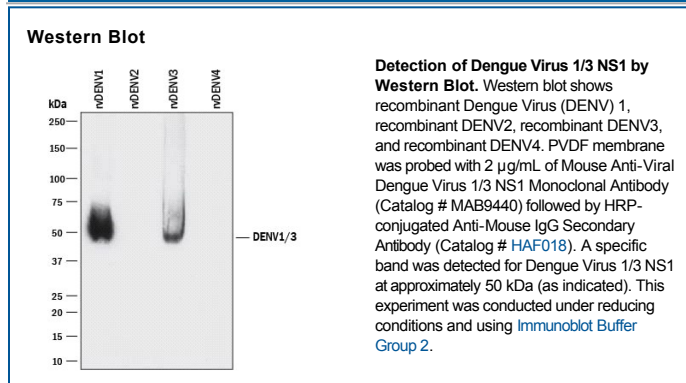 Western Blot
rvDENV1
rvDENV2
rvDENV3
rvDENV4
kDa
250
150
100
75
50
37
25
20
15
10
DENV1/3
Detection of Dengue Virus 1/3 NS1 by
Western Blot. Western blot shows
recombinant Dengue Virus (DENV) 1,
recombinant DENV2, recombinant DENV3,
and recombinant DENV4. PVDF membrane
was probed with 2 µg/mL of Mouse Anti-Viral
Dengue Virus 1/3 NS1 Monoclonal Antibody
(Catalog # MAB9440) followed by HRP-
conjugated Anti-Mouse IgG Secondary
Antibody (Catalog # HAF018). A specific
band was detected for Dengue Virus 1/3 NS1
at approximately 50 kDa (as indicated). This
experiment was conducted under reducing
conditions and using Immunoblot Buffer
Group 2.